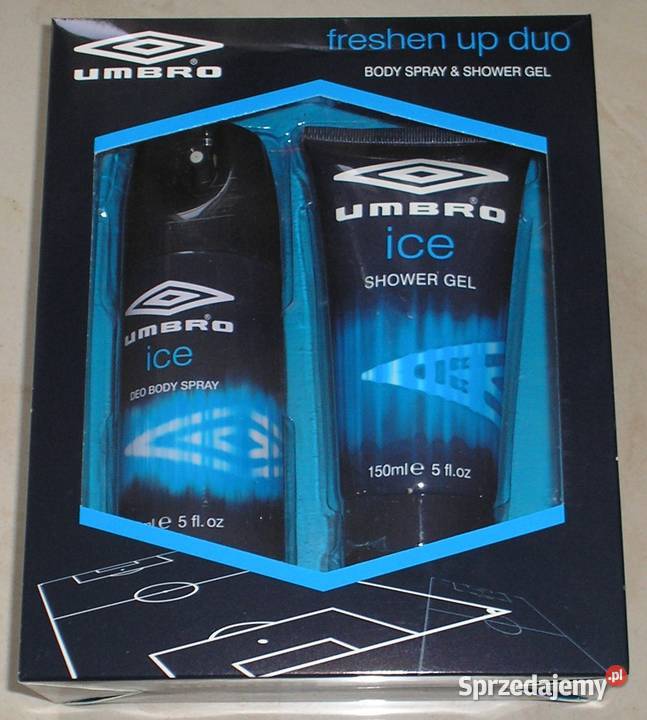 UMBRO®
freshen up duo
BODY SPRAY & SHOWER GEL
UMBRO
ice
DEO BODY SPRAY
5 fl. oz
UMBRO
ice
SHOWER GEL
150ml e 5 fl.oz
Sprzedajemy.pl